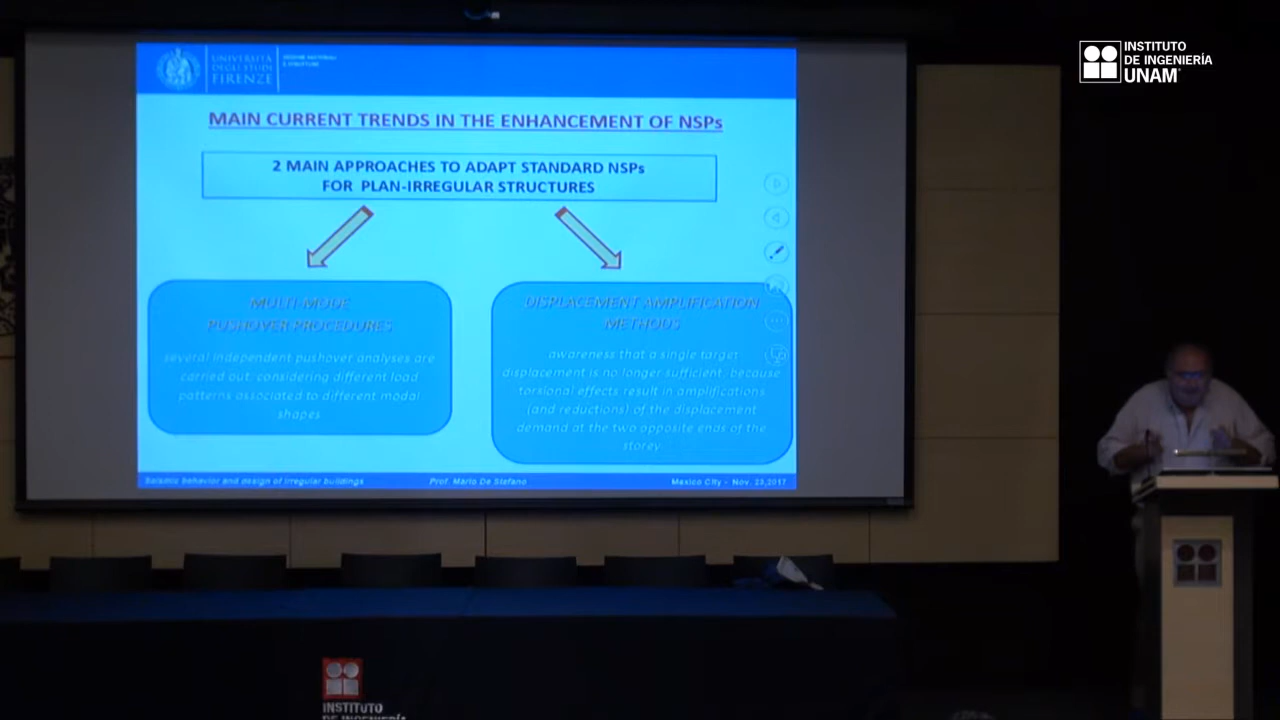 UNIVERSITÀ
DEGLI STUDI
FIRENZE
MAIN CURRENT TRENDS IN THE ENHANCEMENT OF NSPs
2 MAIN APPROACHES TO ADAPT STANDARD NSPs
FOR PLAN-IRREGULAR STRUCTURES
MULTI-MODE
PUSHOVER PROCEDURES
several independent pushover analyses are
carried out, considering different load
patterns associated to different modal
shapes
DISPLACEMENT AMPLIFICATION
METHODS
awareness that a single target
displacement is no longer sufficient, because
torsional effects result in amplifications
(and reductions) of the displacement
demand at the two opposite ends of the
storey.
Seismic behavior and design of irregular buildings
Prof. Mario De Stefano
Mexico City - Nov. 23,2017
INSTITUTO
DE INGENIERÍA
UNAM
INSTITUTO
DE INGENIERÍA